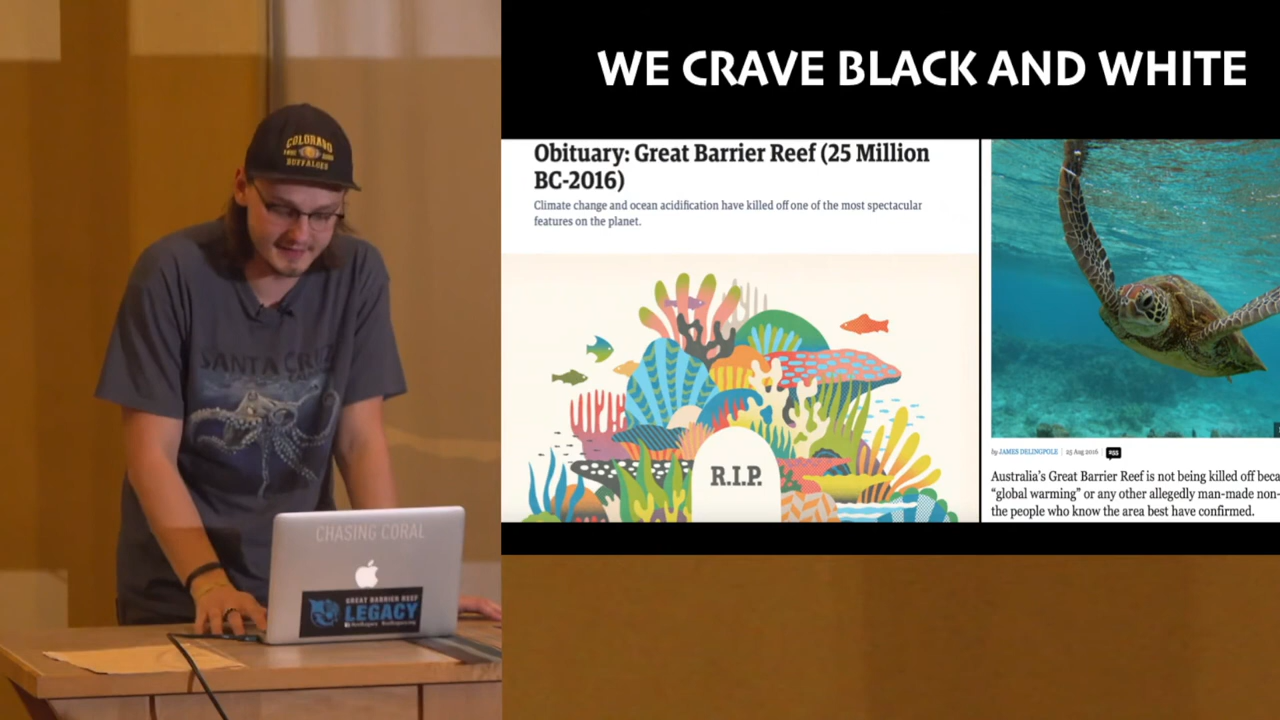 WE CRAVE BLACK AND WHITE
Obituary: Great Barrier Reef (25 Million
BC-2016)
Climate change and ocean acidification have killed off one of the most spectacular
features on the planet.
R.I.P.
by JAMES DELINGPOLE | 25 Aug 2016 |
Australia's Great Barrier Reef is not being killed off beca
"global warming" or any other allegedly man-made non-
the people who know the area best have confirmed.
COLORADO
BUFFALOES
SANTA CRUZ
CHASING CORAL
GREAT BARRIER REEF
LEGACY